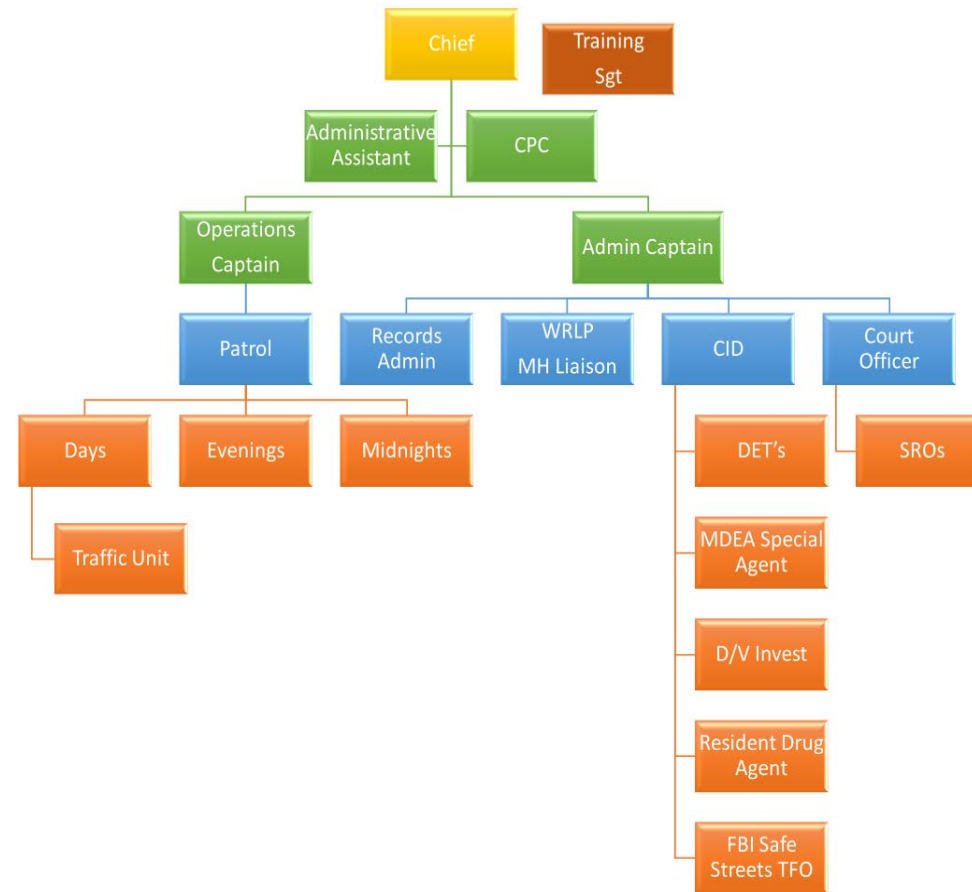 Chief
Training
Sgt
Administrative
Assistant
CPC
Operations
Captain
Admin Captain
Patrol
Records
Admin
WRLP
MH Liaison
CID
Court
Officer
Days
Evenings
Midnights
DET's
SROs
Traffic Unit
MDEA Special
Agent
D/V Invest
Resident Drug
Agent
FBI Safe
Streets TFO